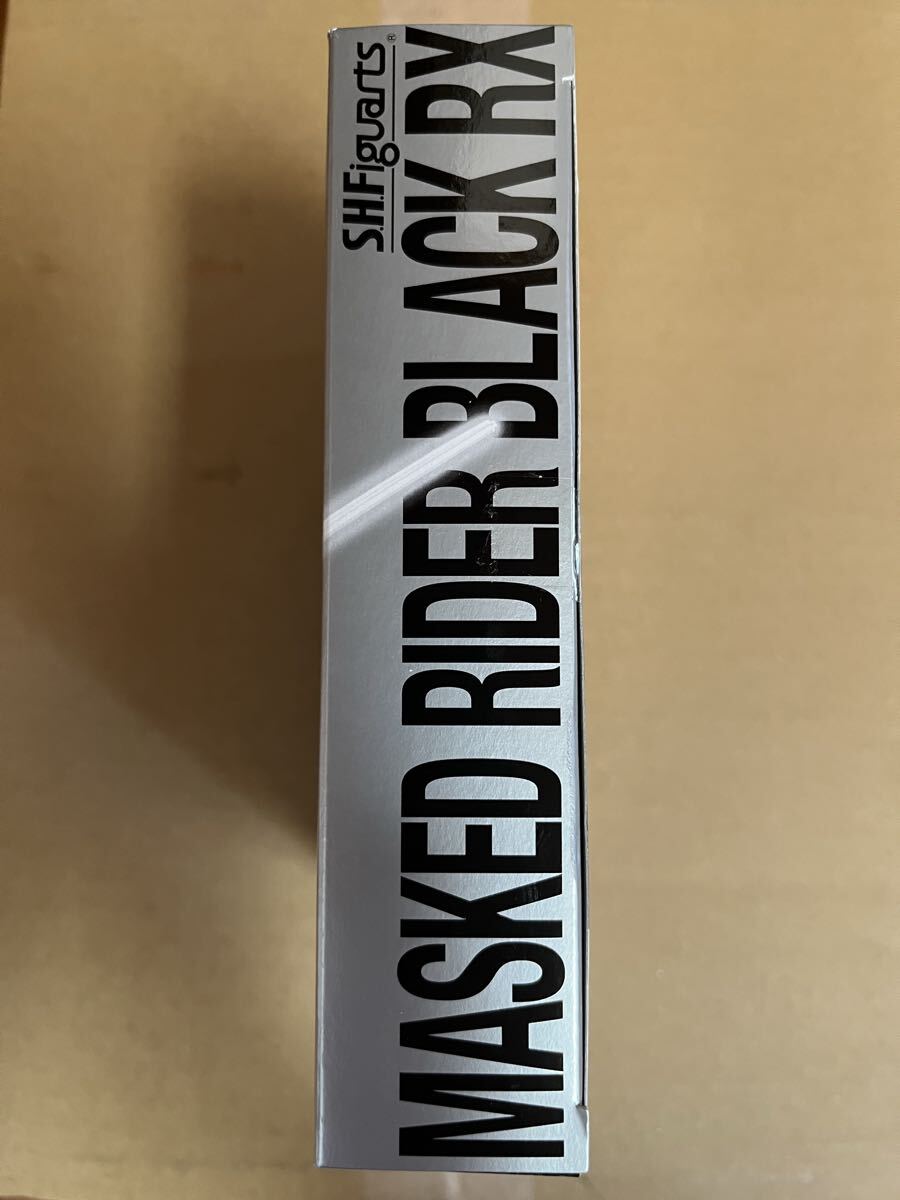 S.H.Figuarts®
MASKED RIDER BLACK RX